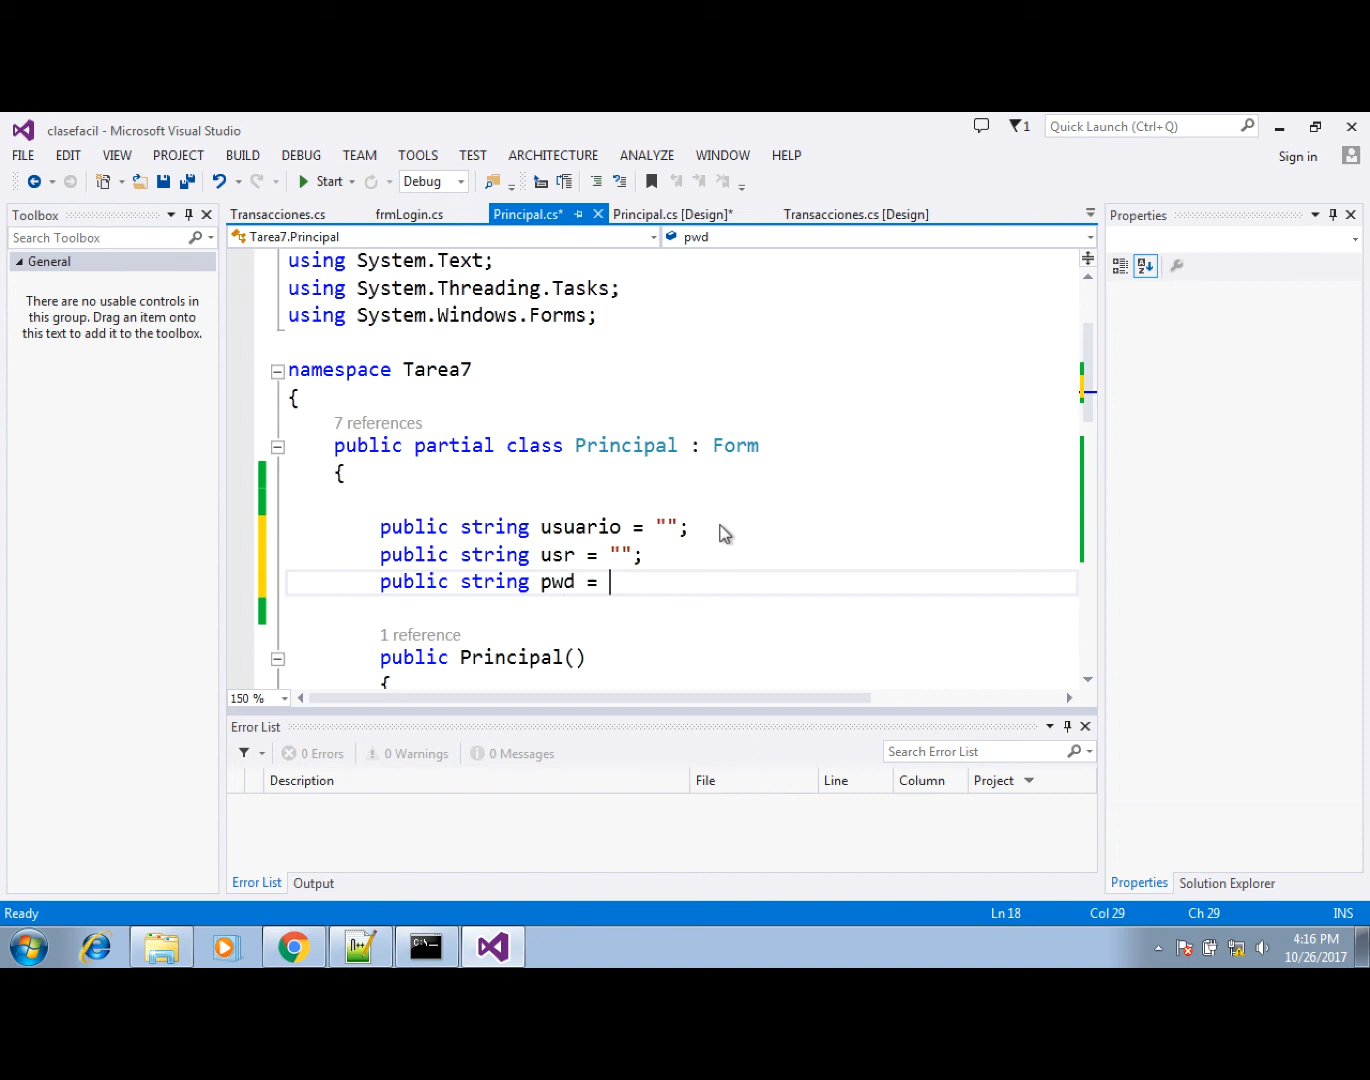 clasefacil - Microsoft Visual Studio
1
Quick Launch (Ctrl+Q)
FILE EDIT VIEW PROJECT BUILD DEBUG TEAM TOOLS TEST ARCHITECTURE ANALYZE WINDOW HELP
Sign in
Start
Debug
Toolbox
Transacciones.cs
frmLogin.cs
Principal.cs*
Principal.cs [Design]*
Transacciones.cs [Design]
Properties
Search Toolbox
Tarea7.Principal
pwd
General
There are no usable controls in
this group. Drag an item onto
this text to add it to the toolbox.
using System.Text;
using System.Threading.Tasks;
using System.Windows.Forms;
namespace Tarea7
{
7 references
public partial class Principal : Form
{
public string usuario = "";
public string usr = "";
public string pwd =
1 reference
public Principal()
{
150 %
Error List
0 Errors
0 Warnings
0 Messages
Search Error List
Description
File
Line
Column
Project
Error List
Output
Properties
Solution Explorer
Ready
Ln 18
Col 29
Ch 29
INS
4:16 PM
10/26/2017